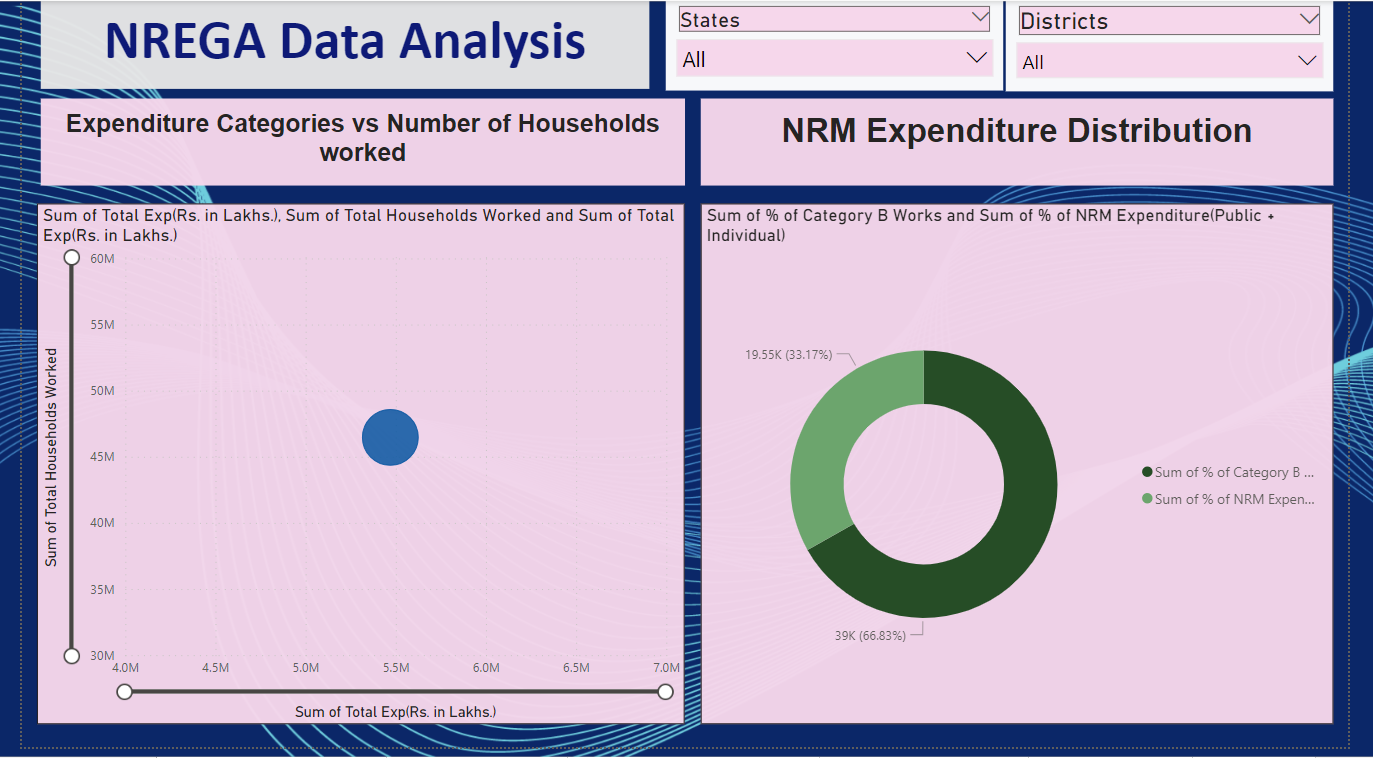 NREGA Data Analysis
States
All
Districts
All
Expenditure Categories vs Number of Households
worked
NRM Expenditure Distribution
Sum of Total Exp(Rs. in Lakhs.), Sum of Total Households Worked and Sum of Total
Exp(Rs. in Lakhs.)
60M
55M
50M
45M
40M
35M
30M
Sum of Total Households Worked
4.0M
4.5M
5.0M
5.5M
6.0M
6.5M
7.0M
Sum of Total Exp(Rs. in Lakhs.)
Sum of % of Category B Works and Sum of % of NRM Expenditure(Public +
Individual)
19.55K (33.17%)
39K (66.83%)
Sum of % of Category B ...
Sum of % of NRM Expen...